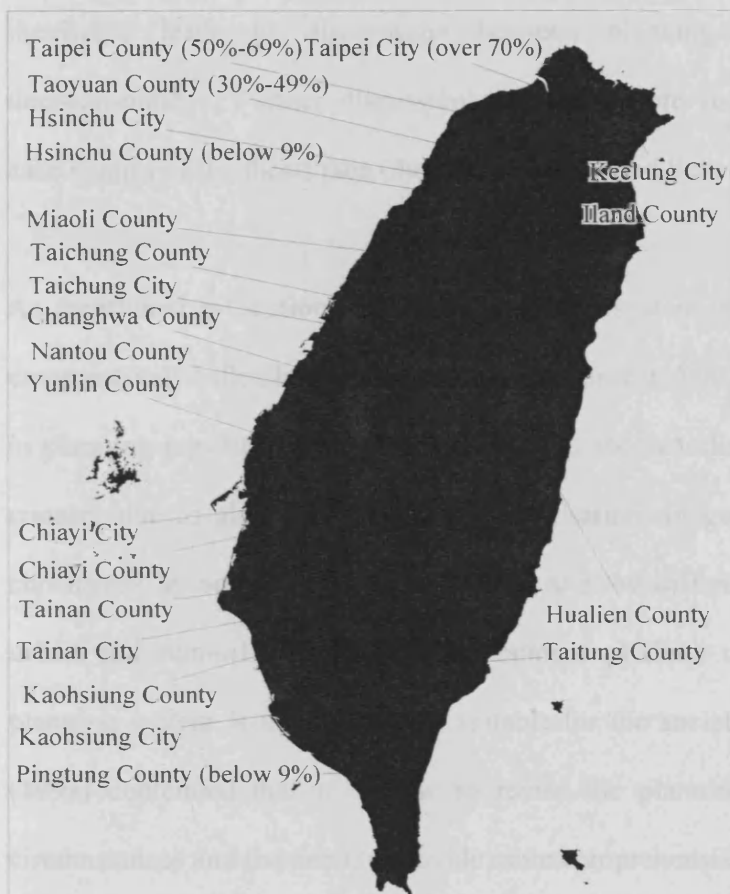 Taipei County (50%-69%) Taipei City (over 70%)
Taoyuan County (30%-49%)
Hsinchu City
Hsinchu County (below 9%)
Keelung City
Iland County
Miaoli County
Taichung County
Taichung City
Changhwa County
Nantou County
Yunlin County
Chiayi City
Chiayi County
Tainan County
Hualien County
Tainan City
Taitung County
Kaohsiung County
Kaohsiung City
Pingtung County (below 9%)